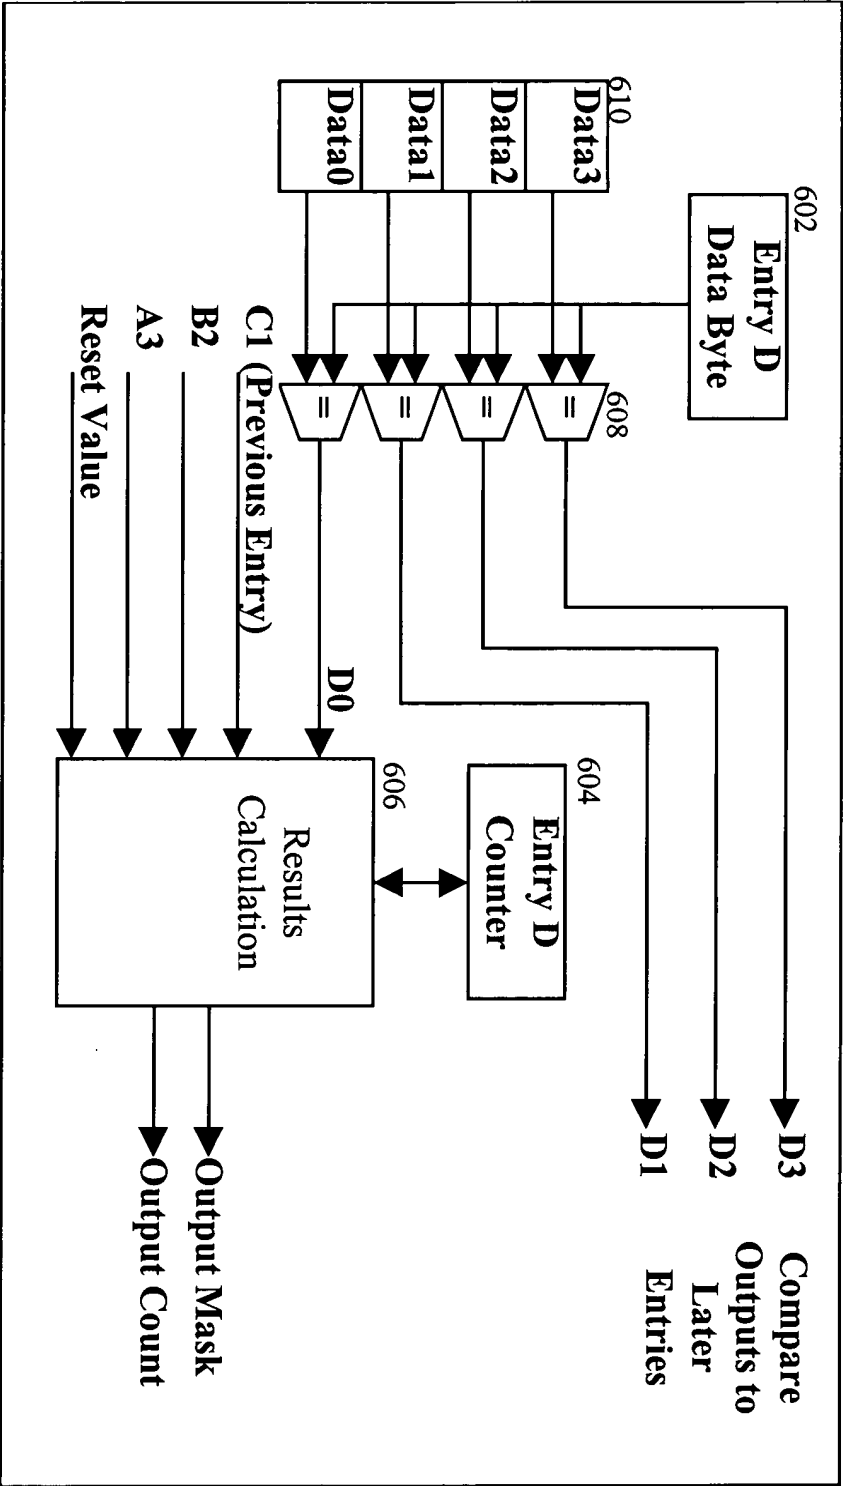 602
Entry D
Data Byte
610
Data3
Data2
Data1
Data0
608
=
=
=
=
D3
D2
D1
Compare
Outputs to
Later
Entries
604
Entry D
Counter
D0
C1 (Previous Entry)
B2
A3
Reset Value
606
Results
Calculation
Output Mask
Output Count